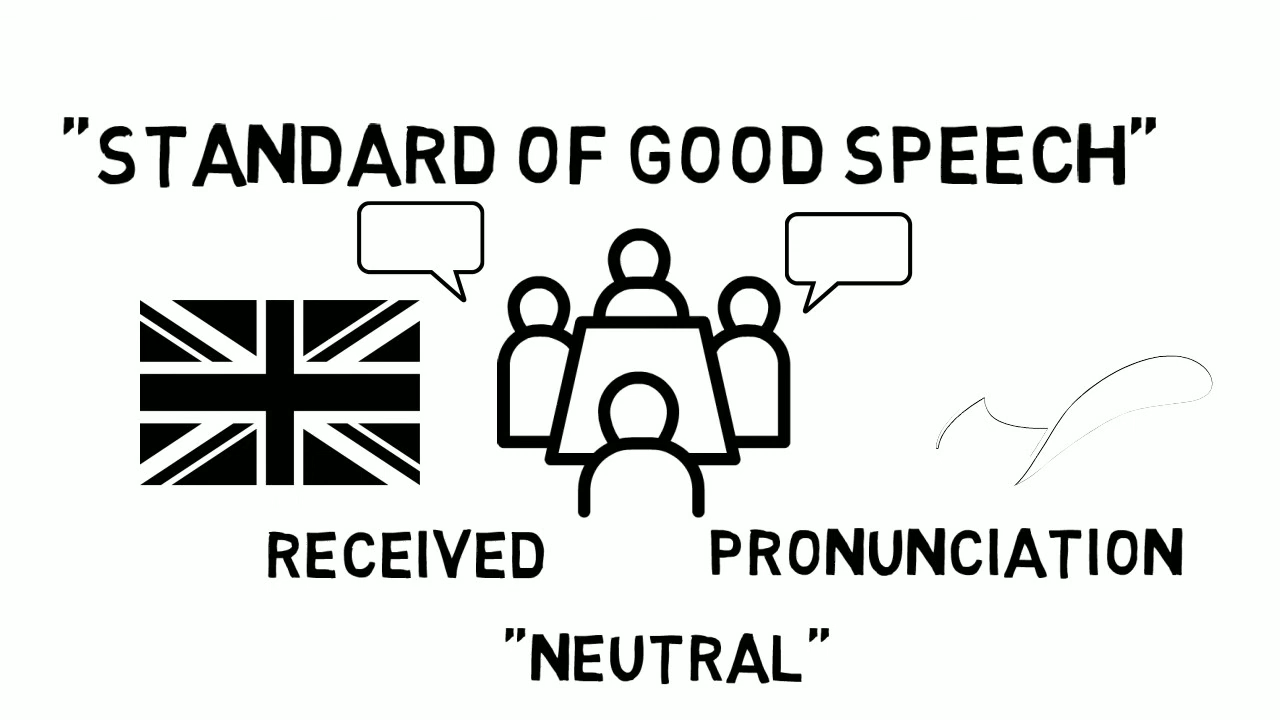 "STANDARD OF GOOD SPEECH"
RECEIVED PRONUNCIATION
"NEUTRAL"